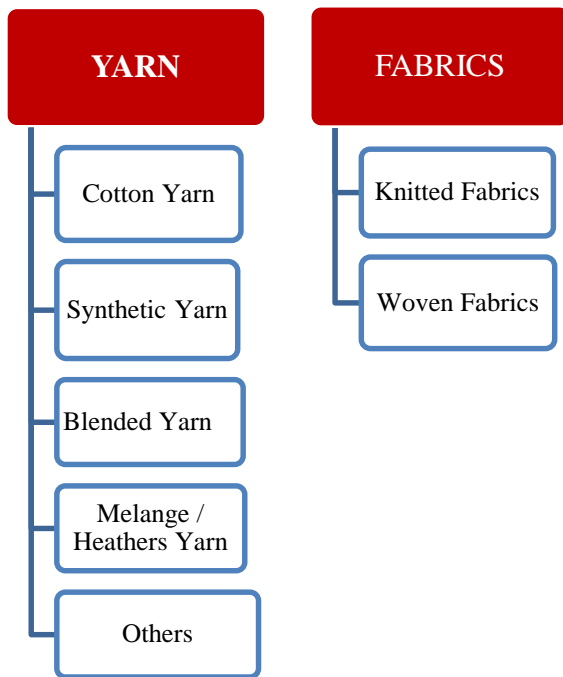 YARN
Cotton Yarn
Synthetic Yarn
Blended Yarn
Melange /
Heathers Yarn
Others
FABRICS
Knitted Fabrics
Woven Fabrics